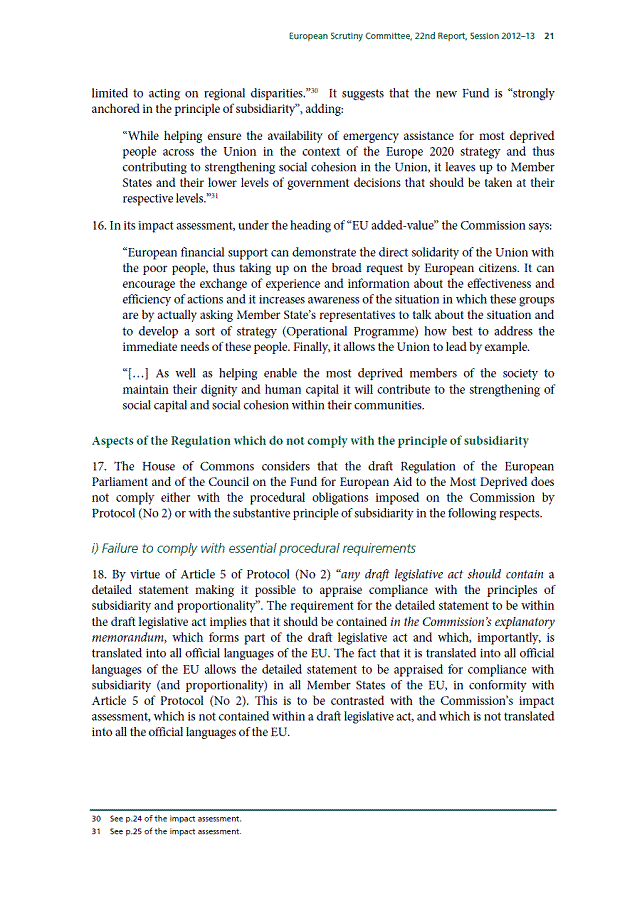 European Scrutiny Committee, 22nd Report, Session 2012–13 21
limited to acting on regional disparities.”30 It suggests that the new Fund is “strongly
anchored in the principle of subsidiarity”, adding:
“While helping ensure the availability of emergency assistance for most deprived
people across the Union in the context of the Europe 2020 strategy and thus
contributing to strengthening social cohesion in the Union, it leaves up to Member
States and their lower levels of government decisions that should be taken at their
respective levels.”31
16. In its impact assessment, under the heading of “EU added-value” the Commission says:
“European financial support can demonstrate the direct solidarity of the Union with
the poor people, thus taking up on the broad request by European citizens. It can
encourage the exchange of experience and information about the effectiveness and
efficiency of actions and it increases awareness of the situation in which these groups
are by actually asking Member State’s representatives to talk about the situation and
to develop a sort of strategy (Operational Programme) how best to address the
immediate needs of these people. Finally, it allows the Union to lead by example.
“[…] As well as helping enable the most deprived members of the society to
maintain their dignity and human capital it will contribute to the strengthening of
social capital and social cohesion within their communities.
Aspects of the Regulation which do not comply with the principle of subsidiarity
17. The House of Commons considers that the draft Regulation of the European
Parliament and of the Council on the Fund for European Aid to the Most Deprived does
not comply either with the procedural obligations imposed on the Commission by
Protocol (No 2) or with the substantive principle of subsidiarity in the following respects.
i) Failure to comply with essential procedural requirements
18. By virtue of Article 5 of Protocol (No 2) “any draft legislative act should contain a
detailed statement making it possible to appraise compliance with the principles of
subsidiarity and proportionality”. The requirement for the detailed statement to be within
the draft legislative act implies that it should be contained in the Commission’s explanatory
memorandum, which forms part of the draft legislative act and which, importantly, is
translated into all official languages of the EU. The fact that it is translated into all official
languages of the EU allows the detailed statement to be appraised for compliance with
subsidiarity (and proportionality) in all Member States of the EU, in conformity with
Article 5 of Protocol (No 2). This is to be contrasted with the Commission’s impact
assessment, which is not contained within a draft legislative act, and which is not translated
into all the official languages of the EU.
30 See p.24 of the impact assessment.
31 See p.25 of the impact assessment.